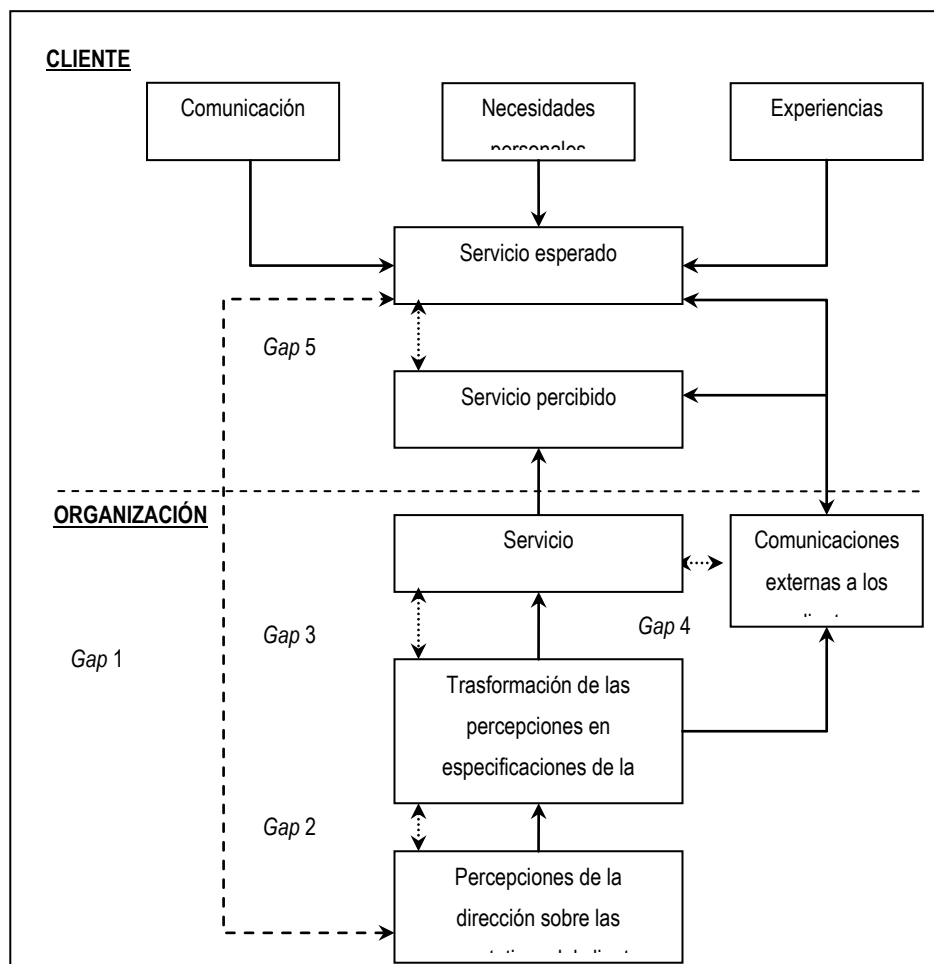 CLIENTE
Comunicación
Necesidades
personales
Experiencias
Servicio esperado
Gap 5
Servicio percibido
ORGANIZACIÓN
Servicio
Comunicaciones
externas a los
Gap 4
Gap 3
Gap 1
Trasformación de las
percepciones en
especificaciones de la
Gap 2
Percepciones de la
dirección sobre las